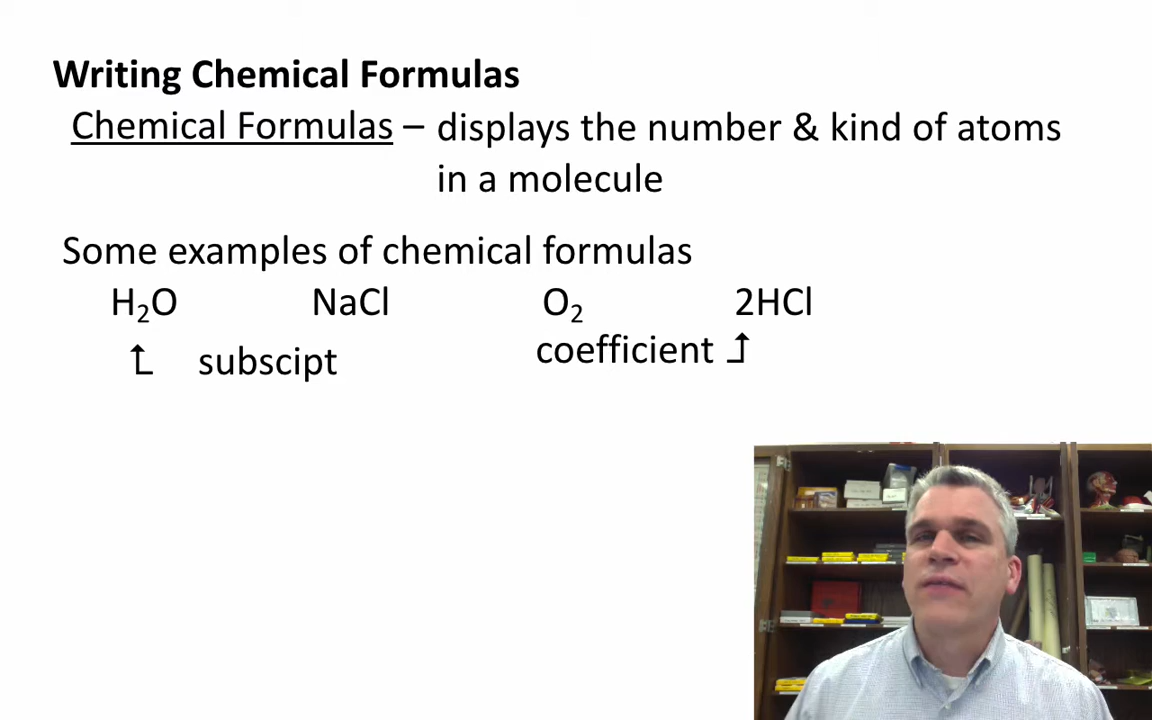 Writing Chemical Formulas
Chemical Formulas – displays the number & kind of atoms
in a molecule
Some examples of chemical formulas
H₂O NaCl O₂ 2HCl
subscipt coefficient